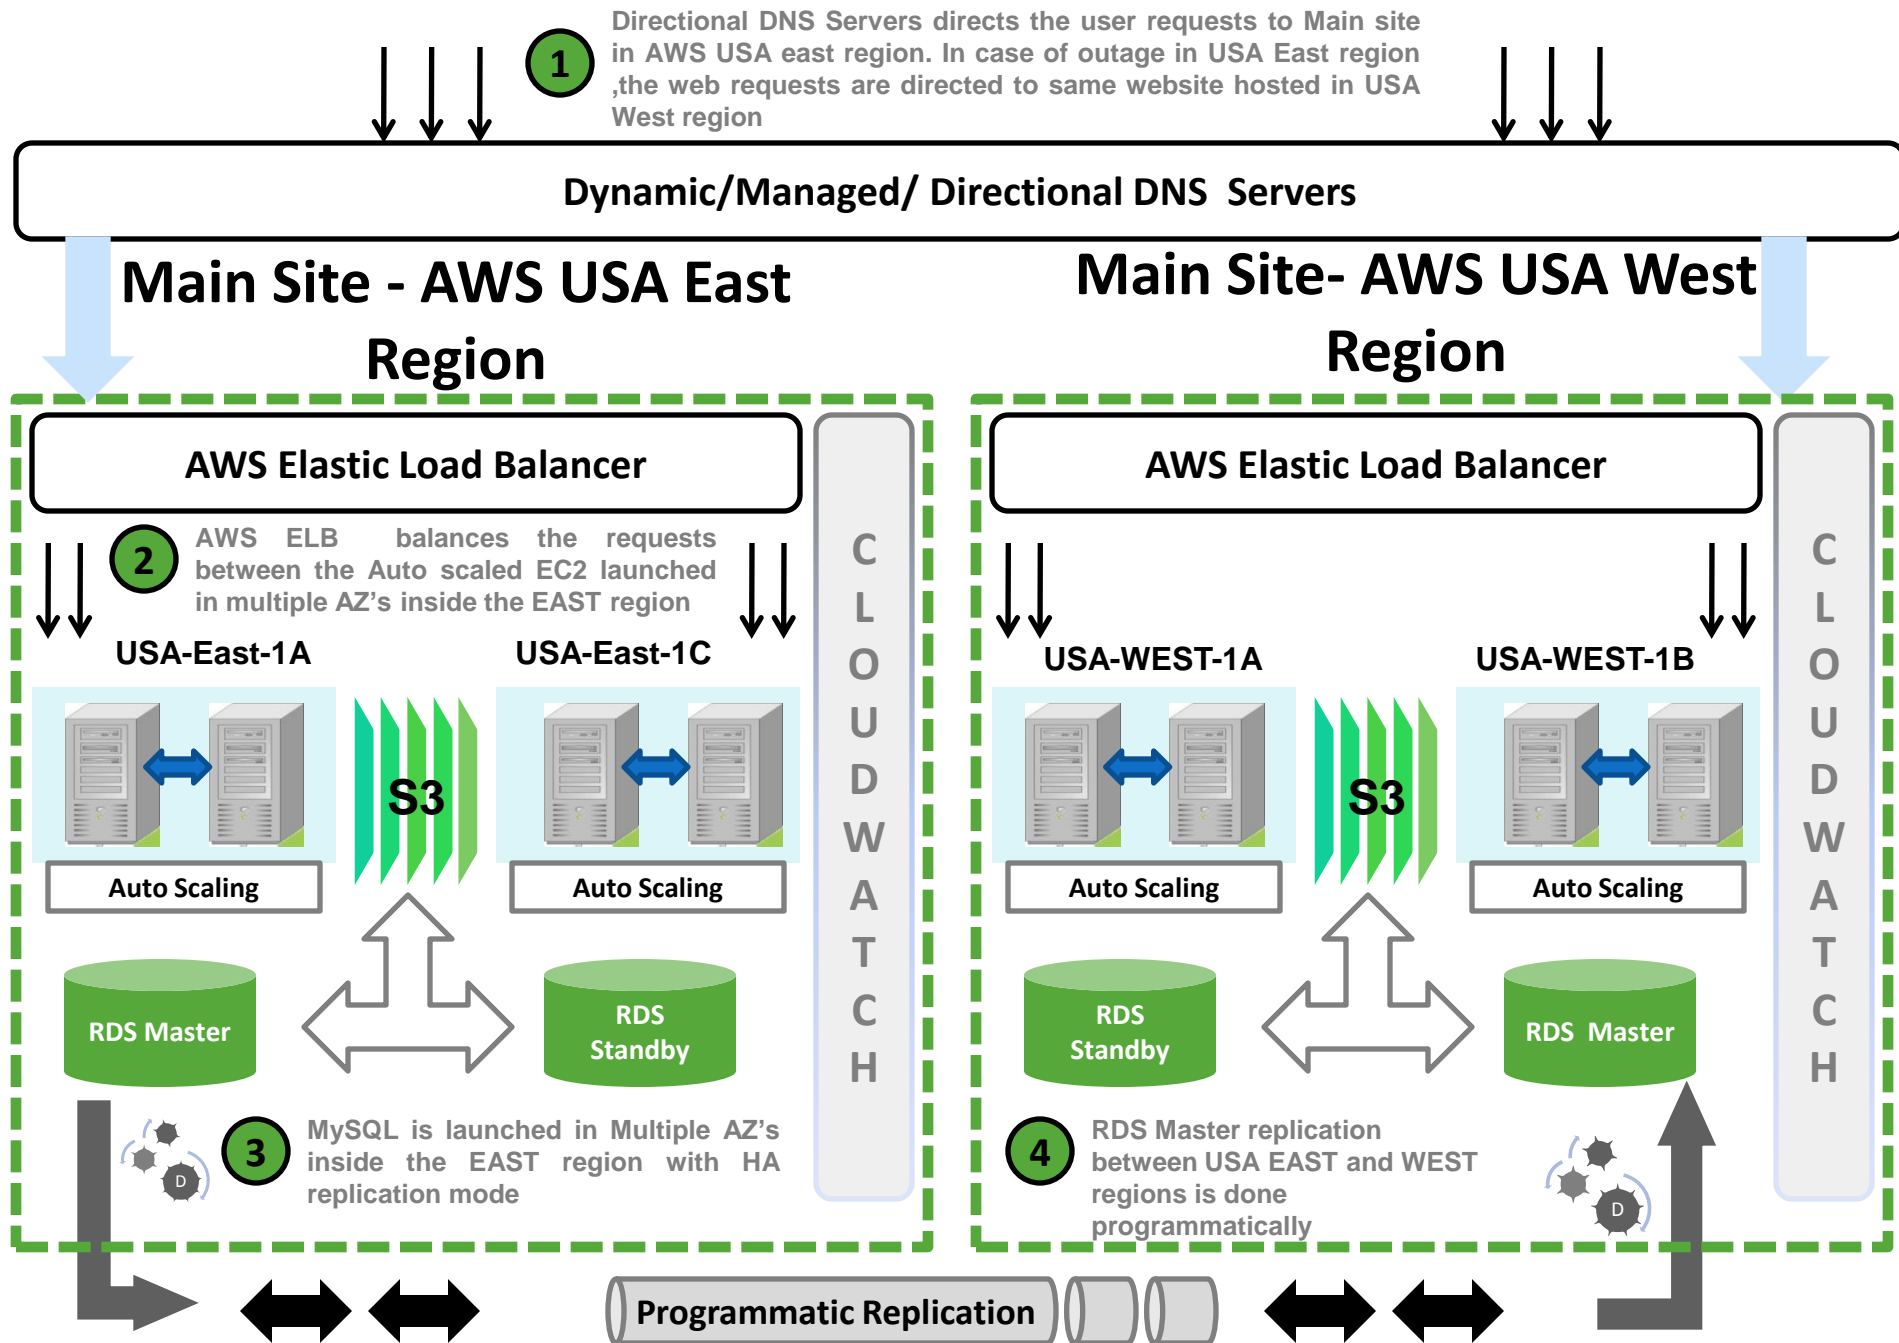 Directional DNS Servers directs the user requests to Main site
in AWS USA east region. In case of outage in USA East region
,the web requests are directed to same website hosted in USA
West region
1
Dynamic/Managed/ Directional DNS  Servers
Main Site - AWS USA East
Region
Main Site- AWS USA West
Region
AWS Elastic Load Balancer
2
AWS ELB balances the requests
between the Auto scaled EC2 launched
in multiple AZ’s inside the EAST region
USA-East-1A
USA-East-1C
S3
Auto Scaling
Auto Scaling
RDS Master
RDS
Standby
C
L
O
U
D
W
A
T
C
H
D
3
MySQL is launched in Multiple AZ’s
inside the EAST region with HA
replication mode
AWS Elastic Load Balancer
USA-WEST-1A
USA-WEST-1B
S3
Auto Scaling
Auto Scaling
RDS
Standby
RDS  Master
C
L
O
U
D
W
A
T
C
H
4
RDS Master replication
between USA EAST and WEST
regions is done
programmatically
D
Programmatic Replication